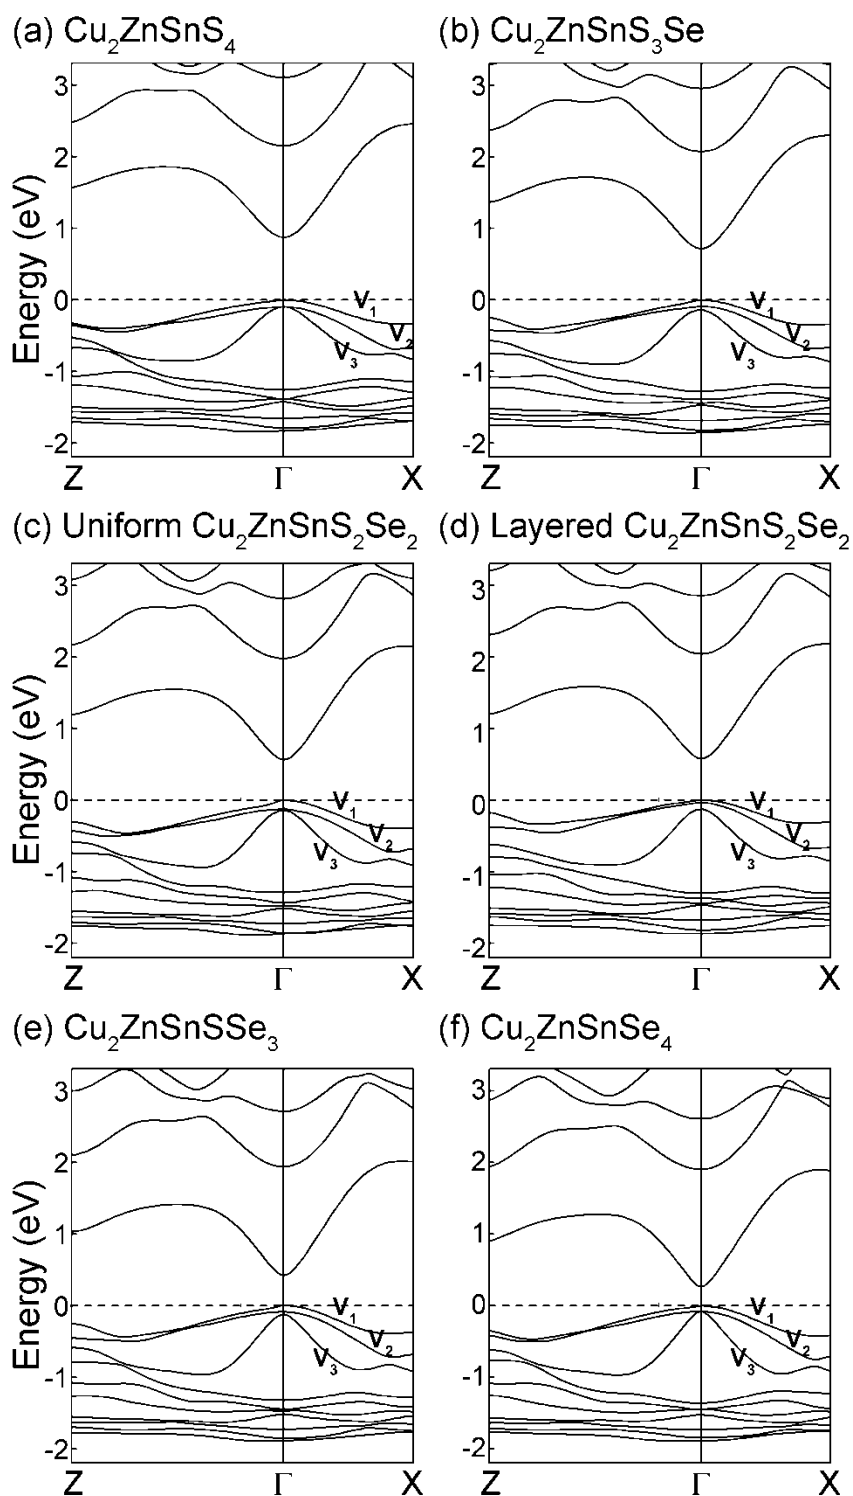 (a) Cu₂ZnSnS₄
(b) Cu₂ZnSnS₃Se
Energy (eV)
3
2
1
0
-1
-2
V₁
V₂
V₃
Z
Γ
X
3
2
1
0
-1
-2
V₁
V₂
V₃
Z
Γ
X
(c) Uniform Cu₂ZnSnS₂Se₂
(d) Layered Cu₂ZnSnS₂Se₂
Energy (eV)
3
2
1
0
-1
-2
V₁
V₂
V₃
Z
Γ
X
3
2
1
0
-1
-2
V₁
V₂
V₃
Z
Γ
X
(e) Cu₂ZnSnSSe₃
(f) Cu₂ZnSnSe₄
Energy (eV)
3
2
1
0
-1
-2
V₁
V₂
V₃
Z
Γ
X
3
2
1
0
-1
-2
V₁
V₂
V₃
Z
Γ
X